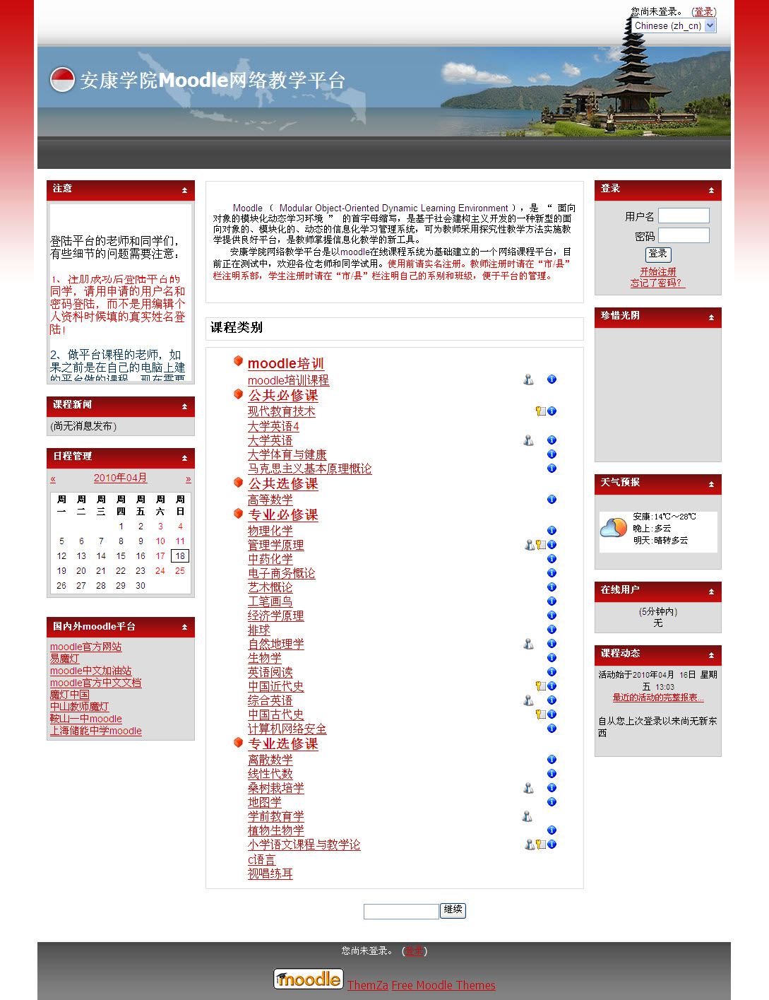 您尚未登录。 (登录)
Chinese (zh_cn)
安康学院Moodle网络教学平台
注意
登陆平台的老师和同学们,
有些细节的问题需要注意:
1、注册成功后登陆平台的
同学，请用申请的用户名和
密码登陆，而不是用编辑个
人资料时候填的真实姓名登
陆!
2、做平台课程的老师，如
果之前是在自己的电脑上建
的平台做的课程，现在需要
课程新闻
(尚无消息发布)
日程管理
« 2010年04月 »
周一 周二 周三 周四 周五 周六 周日
1 2 3 4
5 6 7 8 9 10 11
12 13 14 15 16 17 18
19 20 21 22 23 24 25
26 27 28 29 30
国内外moodle平台
moodle官方网站
易魔灯
moodle中文加油站
moodle官方中文文档
魔灯中国
中山教师魔灯
鞍山一中moodle
上海储能中学moodle
Moodle（ Modular Object-Oriented Dynamic Learning Environment ），是 “ 面向
对象的模块化动态学习环境 ” 的首字母缩写，是基于社会建构主义开发的一种新型的面
向对象的、模块化的、动态的信息化学习管理系统，可为教师采用探究性教学方法实施教
学提供良好平台，是教师掌握信息化教学的新工具。
安康学院网络教学平台是以moodle在线课程系统为基础建立的一个网络课程平台，目
前正在测试中，欢迎各位老师和同学试用。使用前请实名注册。教师注册时请在“市/县”
栏注明系部，学生注册时请在“市/县”栏注明自己的系别和班级，便于平台的管理。
课程类别
moodle培训
moodle培训课程
公共必修课
现代教育技术
大学英语4
大学英语
大学体育与健康
马克思主义基本原理概论
公共选修课
高等数学
专业必修课
物理化学
管理学原理
中药化学
电子商务概论
艺术概论
工笔画鸟
经济学原理
排球
自然地理学
生物学
英语阅读
中国近代史
综合英语
中国古代史
计算机网络安全
专业选修课
离散数学
线性代数
桑树栽培学
地图学
学前教育学
植物生物学
小学语文课程与教学论
c语言
视唱练耳
继续
登录
用户名
密码
登录
开始注册
忘记了密码？
珍惜光阴
天气预报
安康:14℃～28℃
晚上:多云
明天:晴转多云
在线用户
(5分钟内)
无
课程动态
活动始于2010年04月 16日 星期
五 13:03
最近的活动的完整报表...
自从您上次登录以来尚无新东
西
您尚未登录。 (登录)
moodle ThemZa Free Moodle Themes